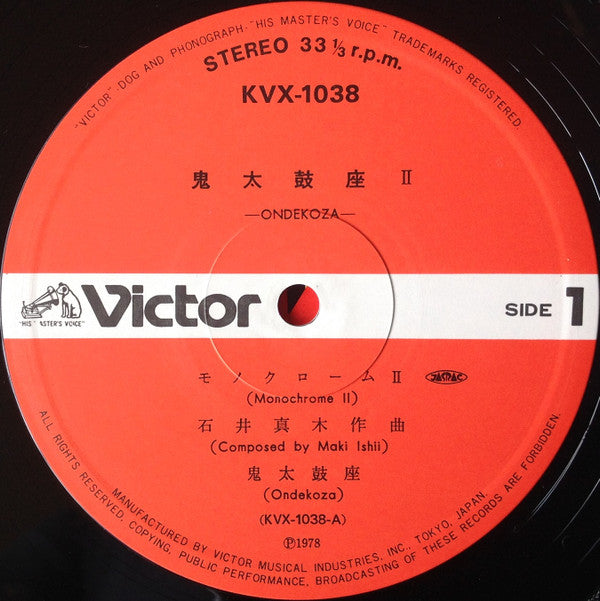 "VICTOR"-DOG AND PHONOGRAPH-"HIS MASTER'S VOICE" TRADEMARKS REGISTERED.
STEREO 33 1/3 r.p.m.
KVX-1038
鬼太鼓座 II
—ONDEKOZA—
Victor
"HIS MASTER'S VOICE"
SIDE 1
モノクロームII JASRAC
(Monochrome II)
石井真木作曲
(Composed by Maki Ishii)
鬼太鼓座
(Ondekoza)
(KVX-1038-A)
Ⓟ1978
MANUFACTURED BY VICTOR MUSICAL INDUSTRIES, INC., TOKYO, JAPAN.
ALL RIGHTS RESERVED, COPYING, PUBLIC PERFORMANCE, BROADCASTING OF THESE RECORDS ARE FORBIDDEN.